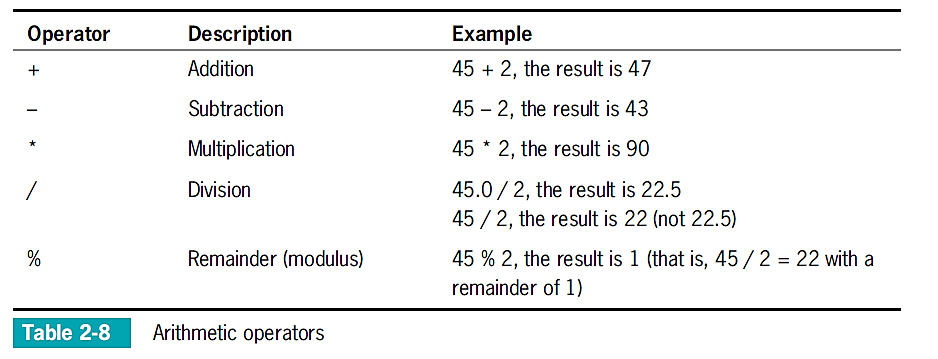 Operator Description Example
+ Addition 45 + 2, the result is 47
– Subtraction 45 – 2, the result is 43
* Multiplication 45 * 2, the result is 90
/ Division 45.0 / 2, the result is 22.5
45 / 2, the result is 22 (not 22.5)
% Remainder (modulus) 45 % 2, the result is 1 (that is, 45 / 2 = 22 with a
remainder of 1)
Table 2-8 Arithmetic operators